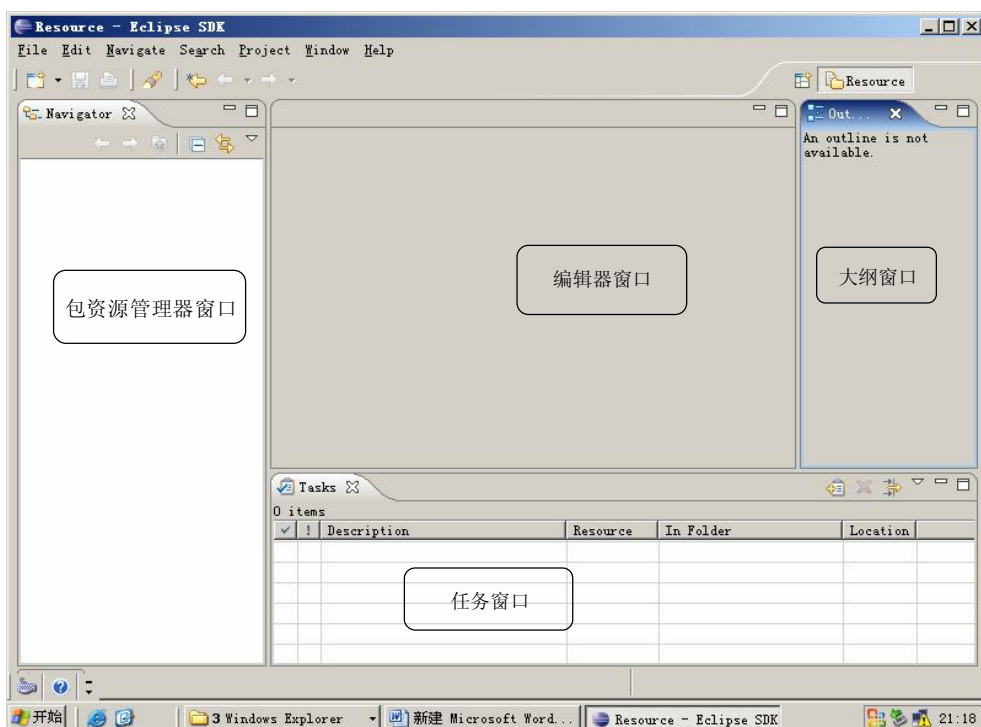 Resource - Eclipse SDK
File Edit Navigate Search Project Window Help
Resource
Navigator
Out...
An outline is not
available.
包资源管理器窗口
编辑器窗口
大纲窗口
Tasks
0 items
! Description Resource In Folder Location
任务窗口
开始 3 Windows Explorer 新建 Microsoft Word... Resource - Eclipse SDK 21:18